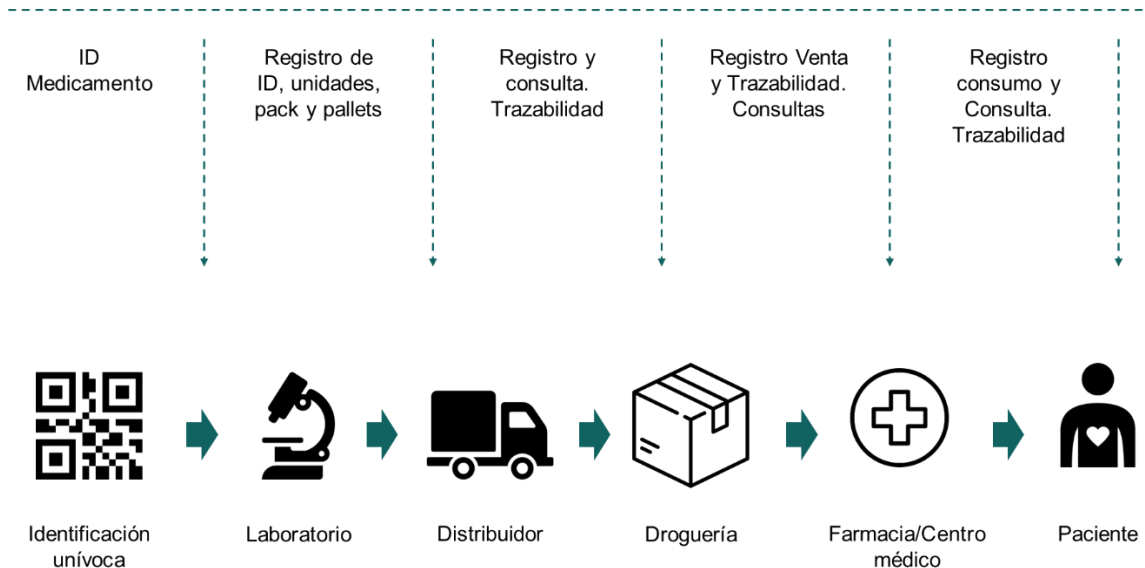 ID
Medicamento
Registro de
ID, unidades,
pack y pallets
Registro y
consulta.
Trazabilidad
Registro Venta
y Trazabilidad.
Consultas
Registro
consumo y
Consulta.
Trazabilidad
Identificación
unívoca
Laboratorio
Distribuidor
Droguería
Farmacia/Centro
médico
Paciente